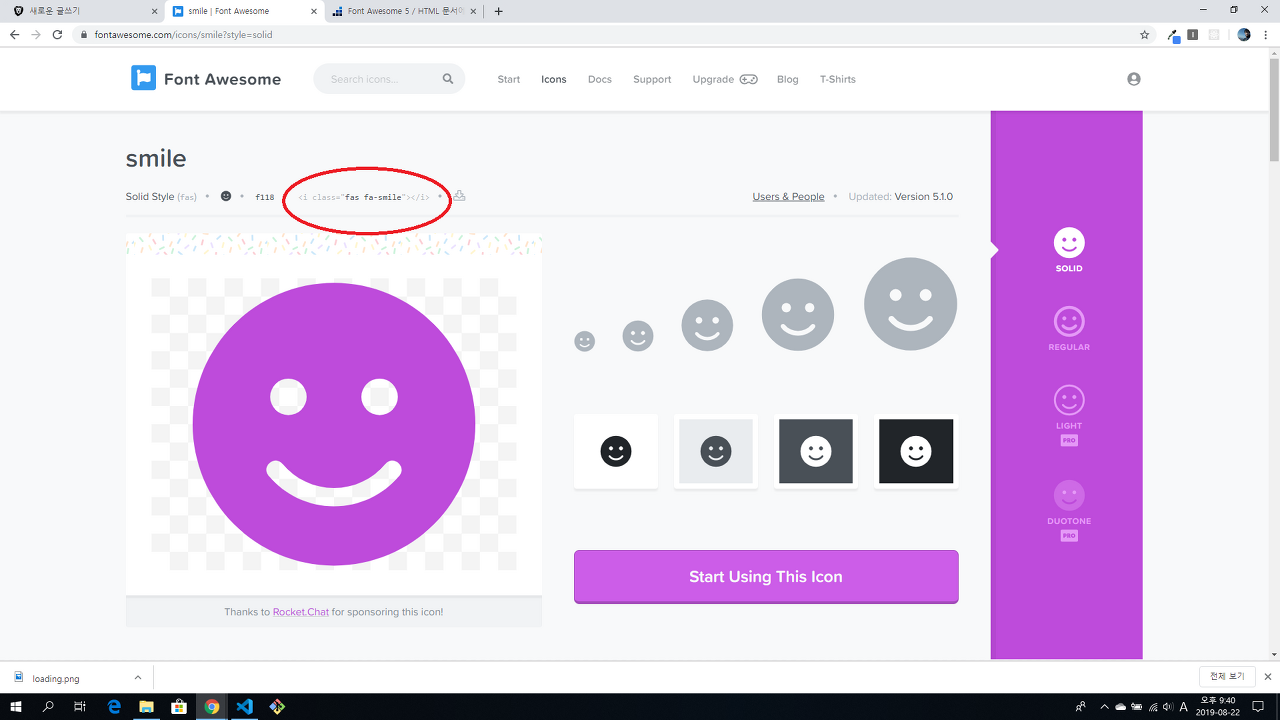 새로운 글쓰기
smile | Font Awesome
Font Awesome 5 / HTML 문서에
fontawesome.com/icons/smile?style=solid
Font Awesome
Search icons...
Start
Icons
Docs
Support
Upgrade
Blog
T-Shirts
smile
Solid Style (fas)
f118
<i class="fas fa-smile"></i>
Users & People
Updated: Version 5.1.0
SOLID
REGULAR
LIGHT
PRO
DUOTONE
PRO
Start Using This Icon
Thanks to Rocket.Chat for sponsoring this icon!
loading.png
전체 보기
A
오후 9:40
2019-08-22